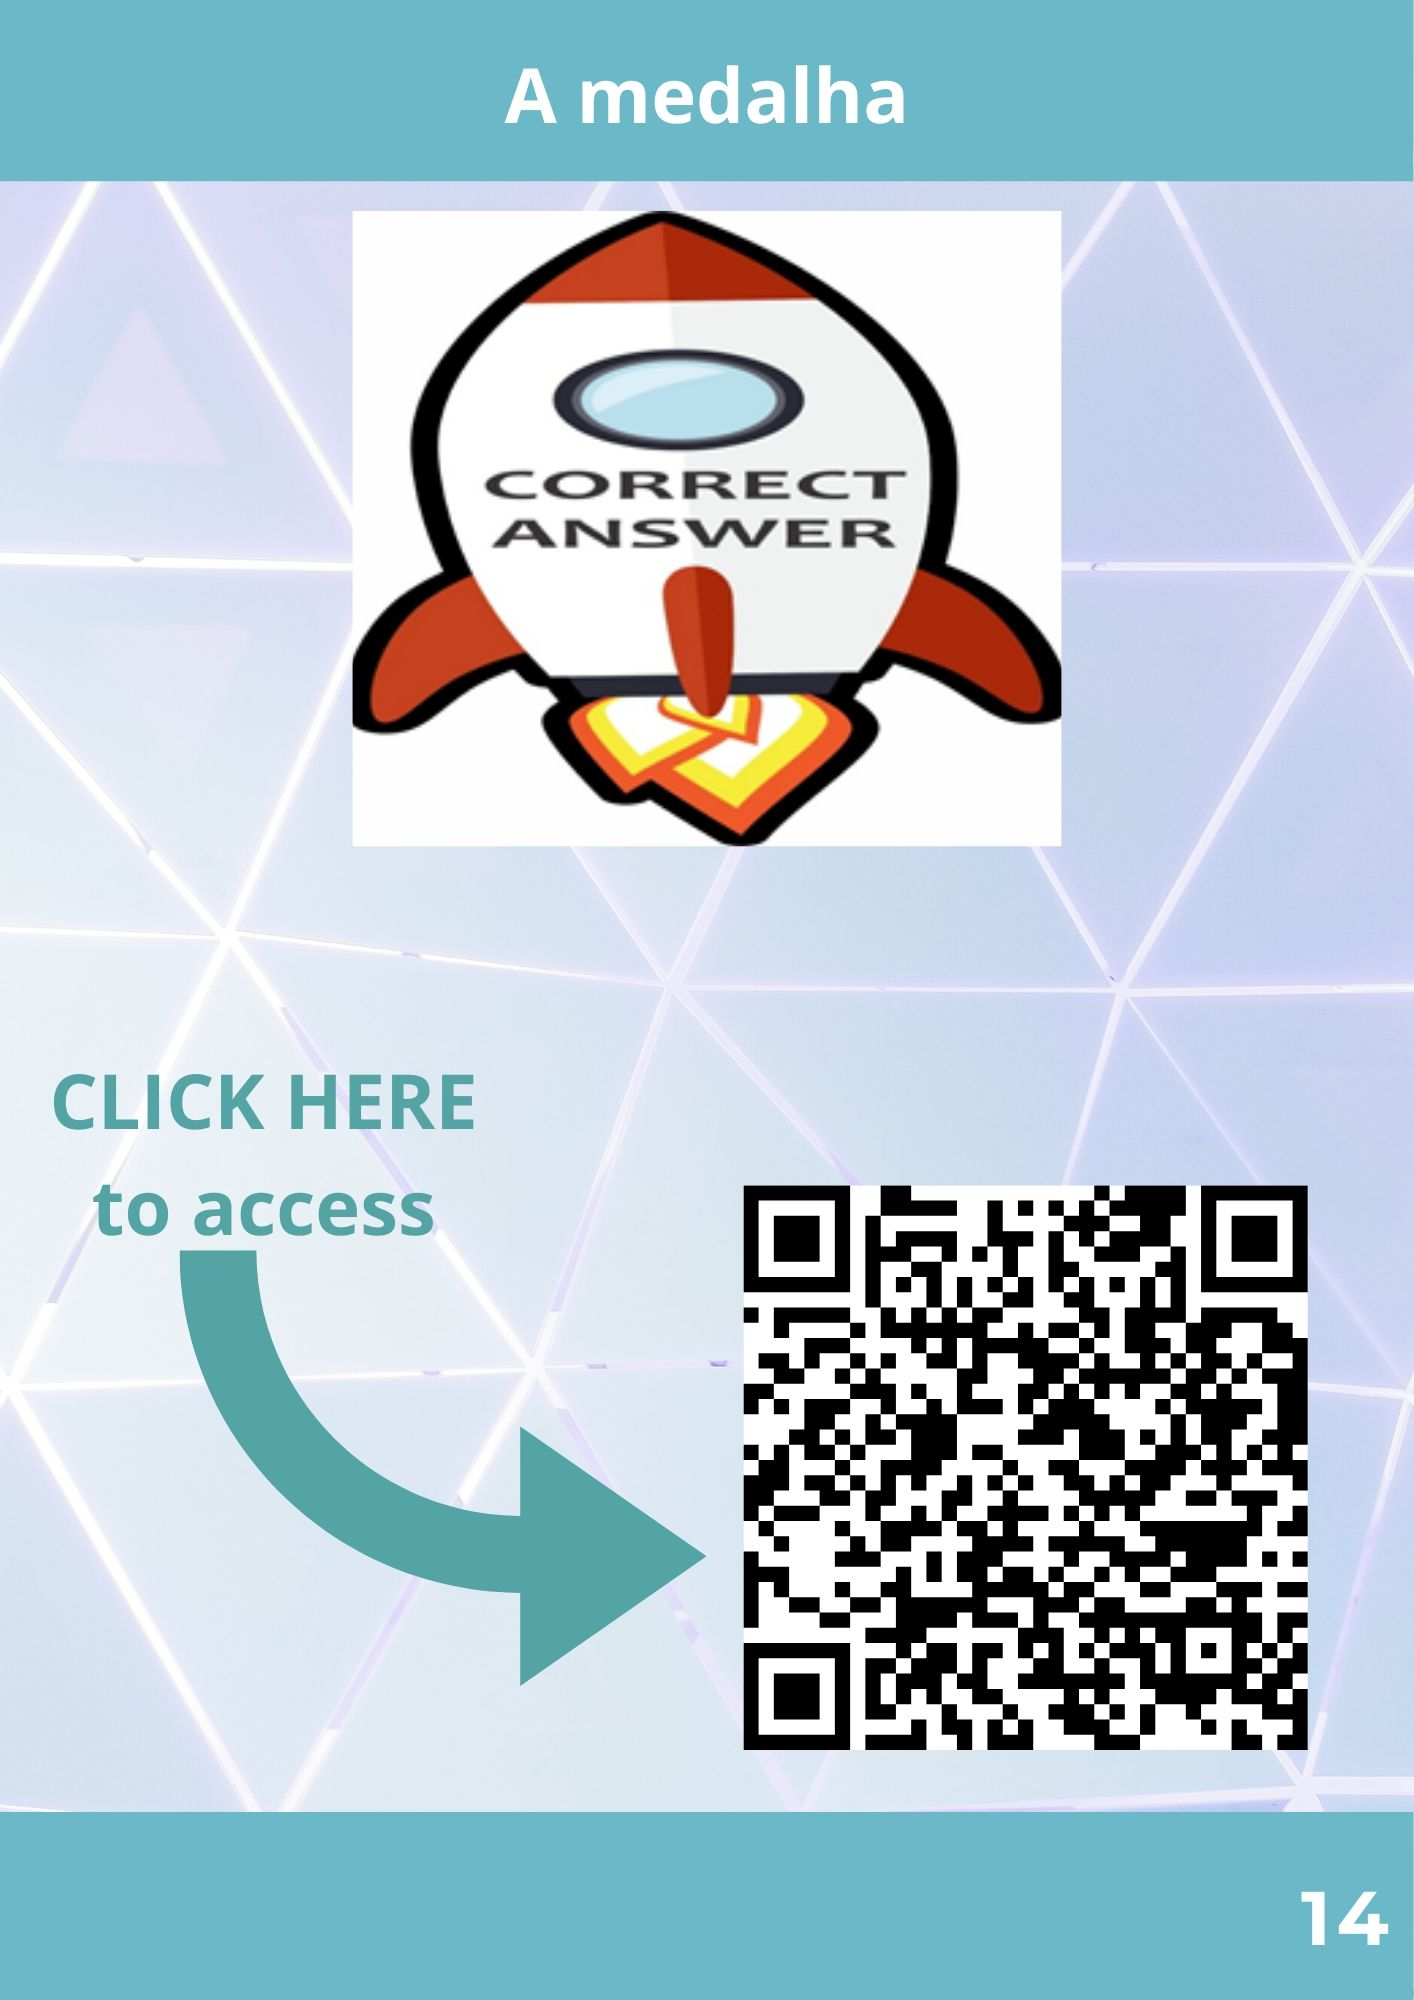 A medalha
CORRECT
ANSWER
CLICK HERE
to access
14